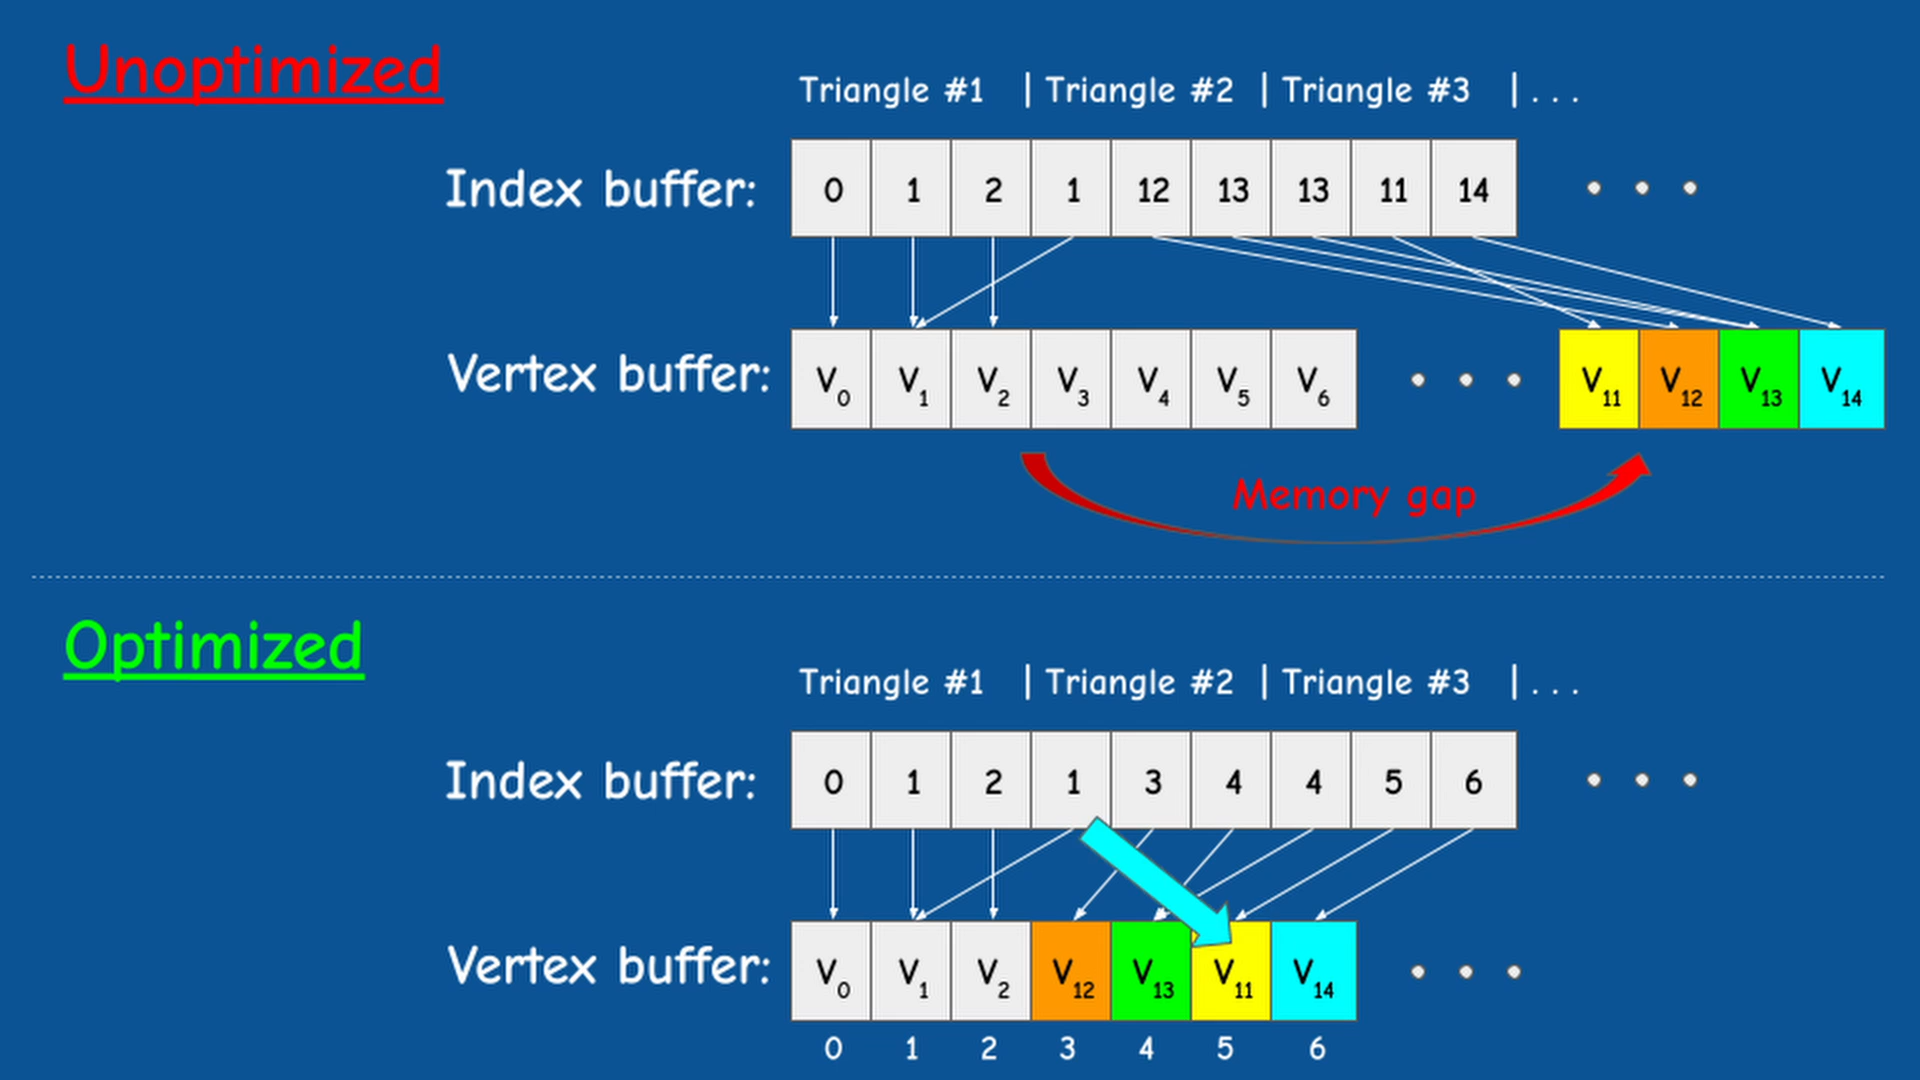 Unoptimized
Triangle #1 | Triangle #2 | Triangle #3 | . . .
Index buffer: 0 1 2 1 12 13 13 11 14
Vertex buffer: V0 V1 V2 V3 V4 V5 V6 V11 V12 V13 V14
Memory gap
Optimized
Triangle #1 | Triangle #2 | Triangle #3 | . . .
Index buffer: 0 1 2 1 3 4 4 5 6
Vertex buffer: V0 V1 V2 V12 V13 V11 V14
0 1 2 3 4 5 6